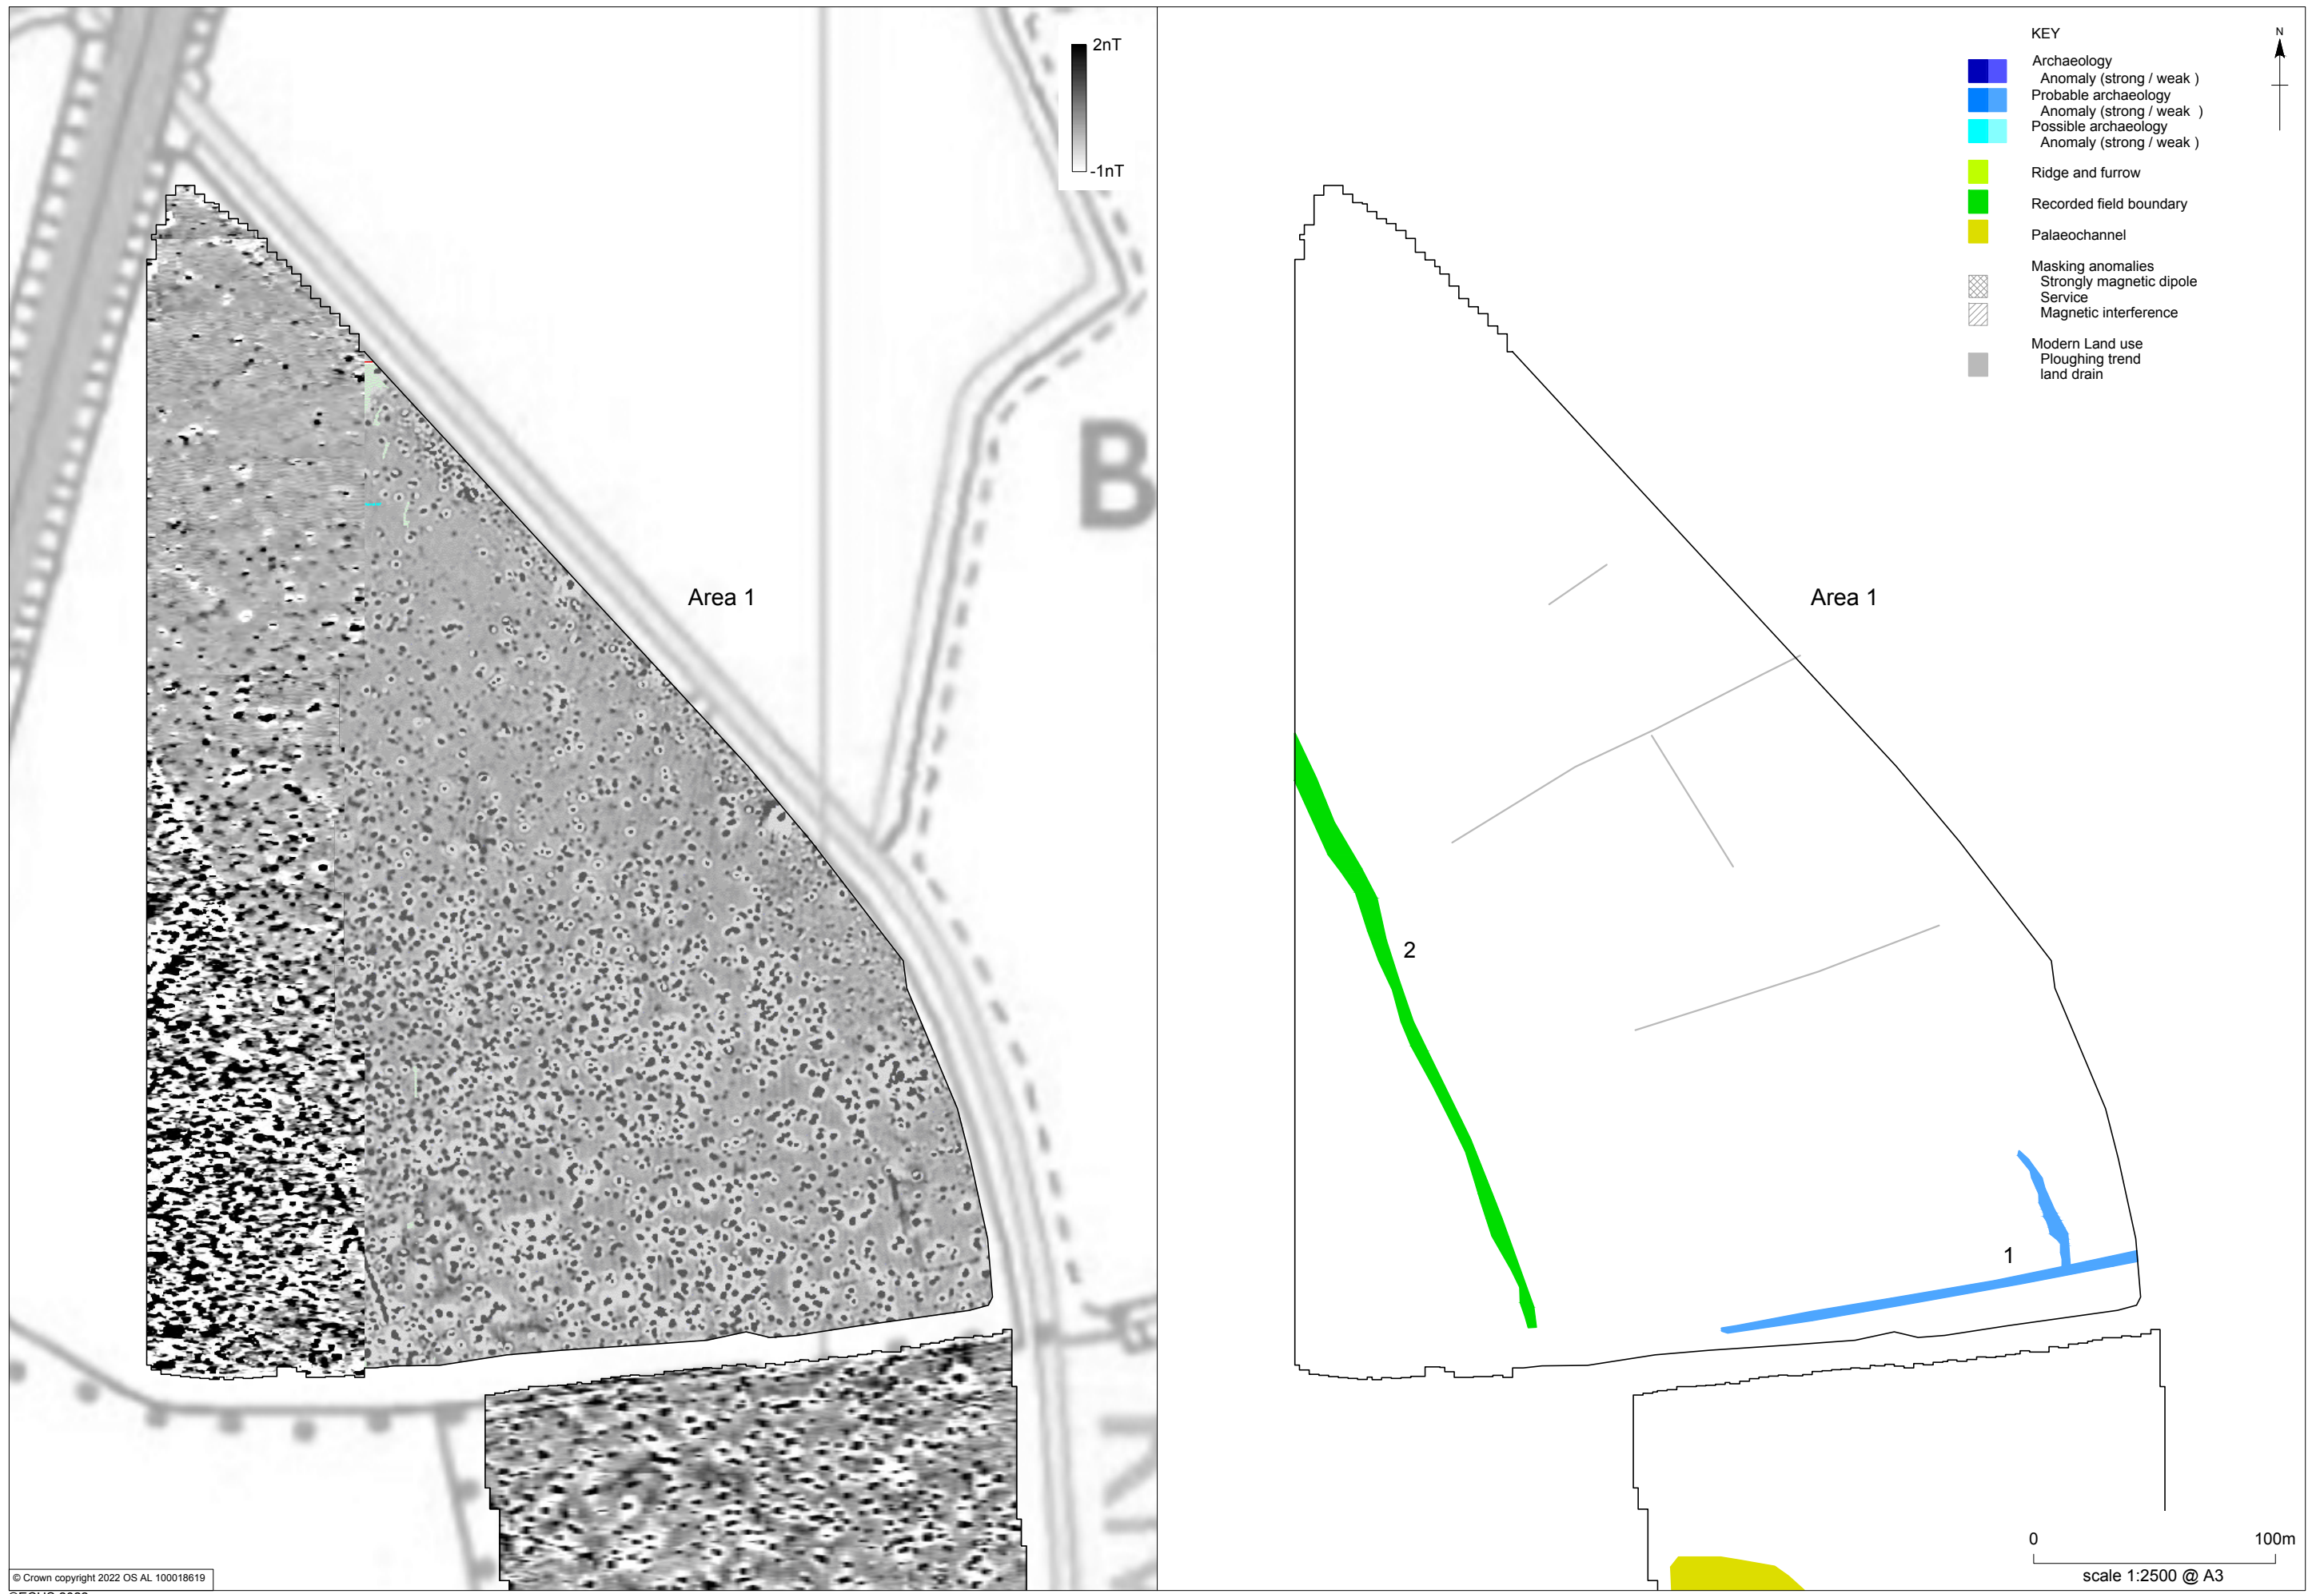 2nT
-1nT
B
Area 1
© Crown copyright 2022 OS AL 100018619
KEY
N
Archaeology
Anomaly (strong / weak )
Probable archaeology
Anomaly (strong / weak )
Possible archaeology
Anomaly (strong / weak )
Ridge and furrow
Recorded field boundary
Palaeochannel
Masking anomalies
Strongly magnetic dipole
Service
Magnetic interference
Modern Land use
Ploughing trend
land drain
Area 1
2
1
0 100m
scale 1:2500 @ A3